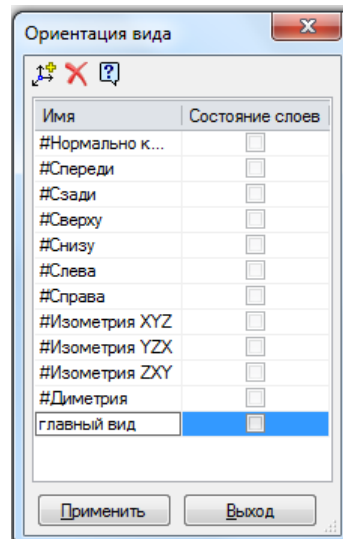 Ориентация вида
Имя Состояние слоев
#Нормально к...
#Спереди
#Сзади
#Сверху
#Снизу
#Слева
#Справа
#Изометрия XYZ
#Изометрия YZX
#Изометрия ZXY
#Диметрия
главный вид
Применить Выход